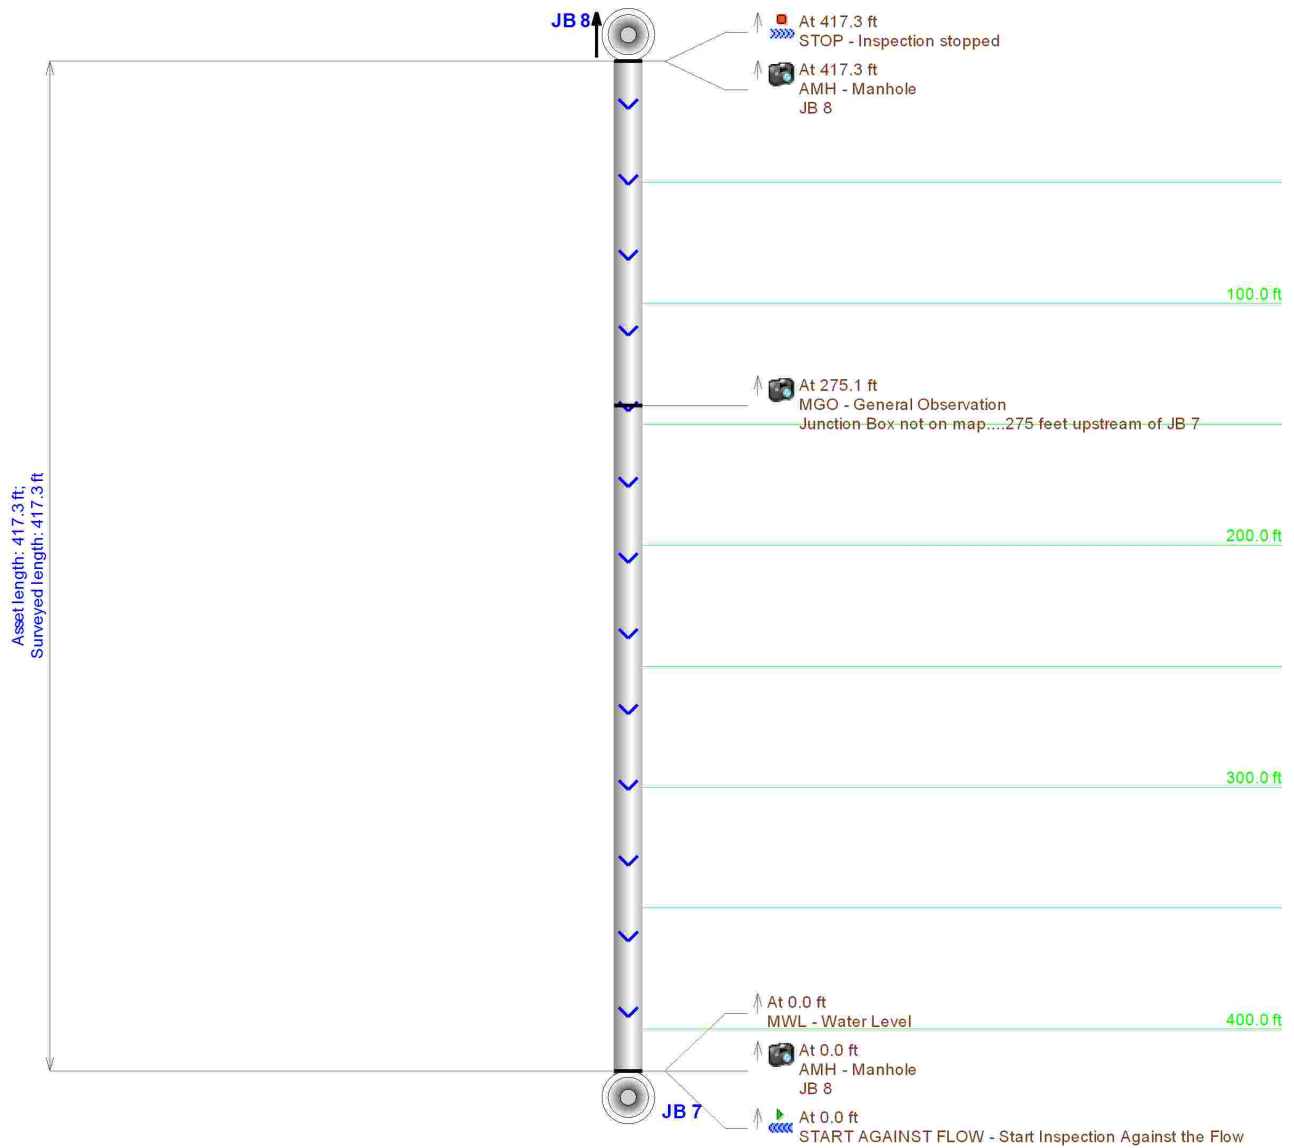 JB 8
At 417.3 ft
STOP - Inspection stopped
At 417.3 ft
AMH - Manhole
JB 8
100.0 ft
At 275.1 ft
MGO - General Observation
Junction Box not on map....275 feet upstream of JB 7
Asset length: 417.3 ft;
Surveyed length: 417.3 ft
200.0 ft
300.0 ft
At 0.0 ft
MWL - Water Level
400.0 ft
At 0.0 ft
AMH - Manhole
JB 8
JB 7
At 0.0 ft
START AGAINST FLOW - Start Inspection Against the Flow